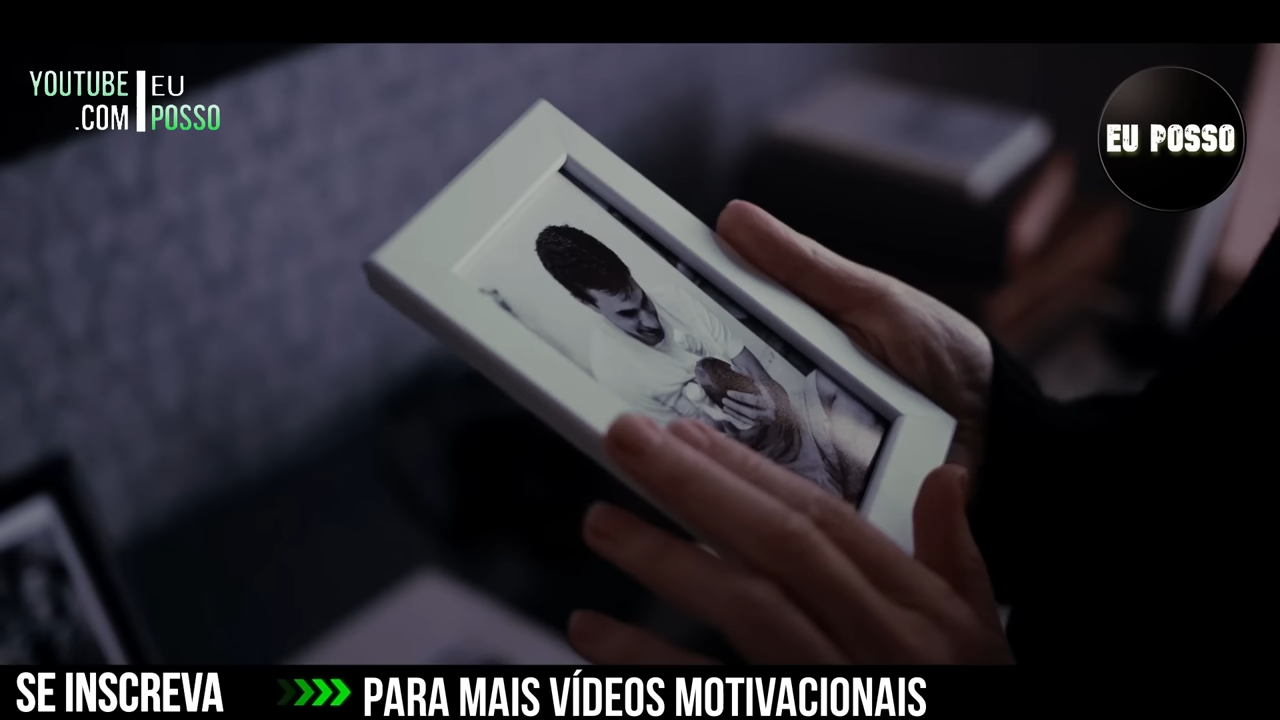 YOUTUBE
.COM
EU
POSSO
EU POSSO
SE INSCREVA
PARA MAIS VÍDEOS MOTIVACIONAIS